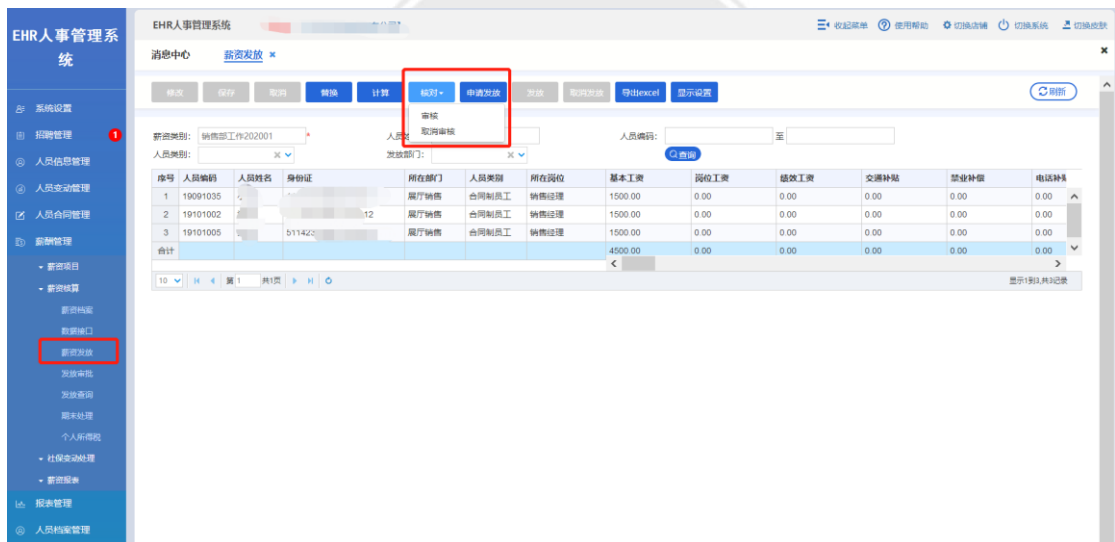 EHR人事管理系统
系统设置
招聘管理 1
人员信息管理
人员变动管理
人员合同管理
薪酬管理
薪资项目
薪资核算
薪资档案
数据接口
薪资发放
发放审批
发放查询
期末处理
个人所得税
社保变动处理
薪资报表
报表管理
人员档案管理
EHR人事管理系统 收起菜单 使用帮助 切换店铺 切换系统 切换皮肤
消息中心 薪资发放 ×
修改 保存 取消 替换 计算 核对 申请发放 发放 取消发放 导出excel 显示设置 刷新
审核
取消审核
薪资类别: 销售部工作202001 * 人员编码: 至
人员类别: 发放部门: 查询
序号 人员编码 人员姓名 身份证 所在部门 人员类别 所在岗位 基本工资 岗位工资 绩效工资 交通补贴 禁业补偿 电话补贴
1 19091035 展厅销售 合同制员工 销售经理 1500.00 0.00 0.00 0.00 0.00 0.00
2 19101002 12 展厅销售 合同制员工 销售经理 1500.00 0.00 0.00 0.00 0.00 0.00
3 19101005 511423 展厅销售 合同制员工 销售经理 1500.00 0.00 0.00 0.00 0.00 0.00
合计 4500.00 0.00 0.00 0.00 0.00 0.00
10 第 1 共1页 显示1到3,共3记录